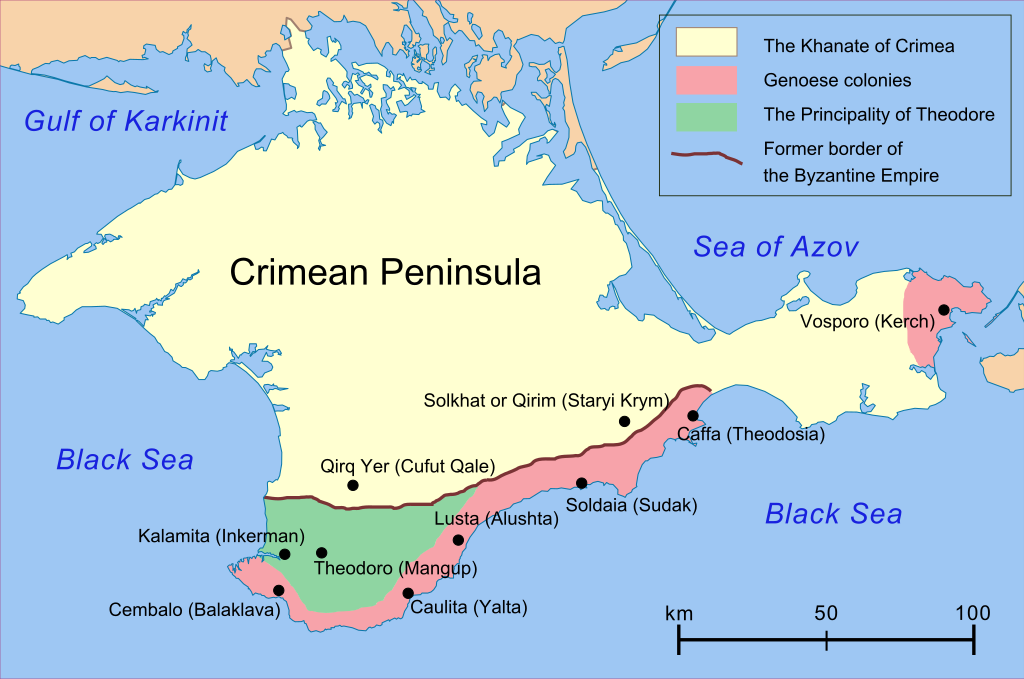 The Khanate of Crimea
Genoese colonies
The Principality of Theodore
Former border of
the Byzantine Empire
Gulf of Karkinit
Sea of Azov
Crimean Peninsula
Vosporo (Kerch)
Solkhat or Qirim (Staryi Krym)
Caffa (Theodosia)
Black Sea
Qirq Yer (Cufut Qale)
Soldaia (Sudak)
Black Sea
Lusta (Alushta)
Kalamita (Inkerman)
Theodoro (Mangup)
Cembalo (Balaklava)
Caulita (Yalta)
km 50 100